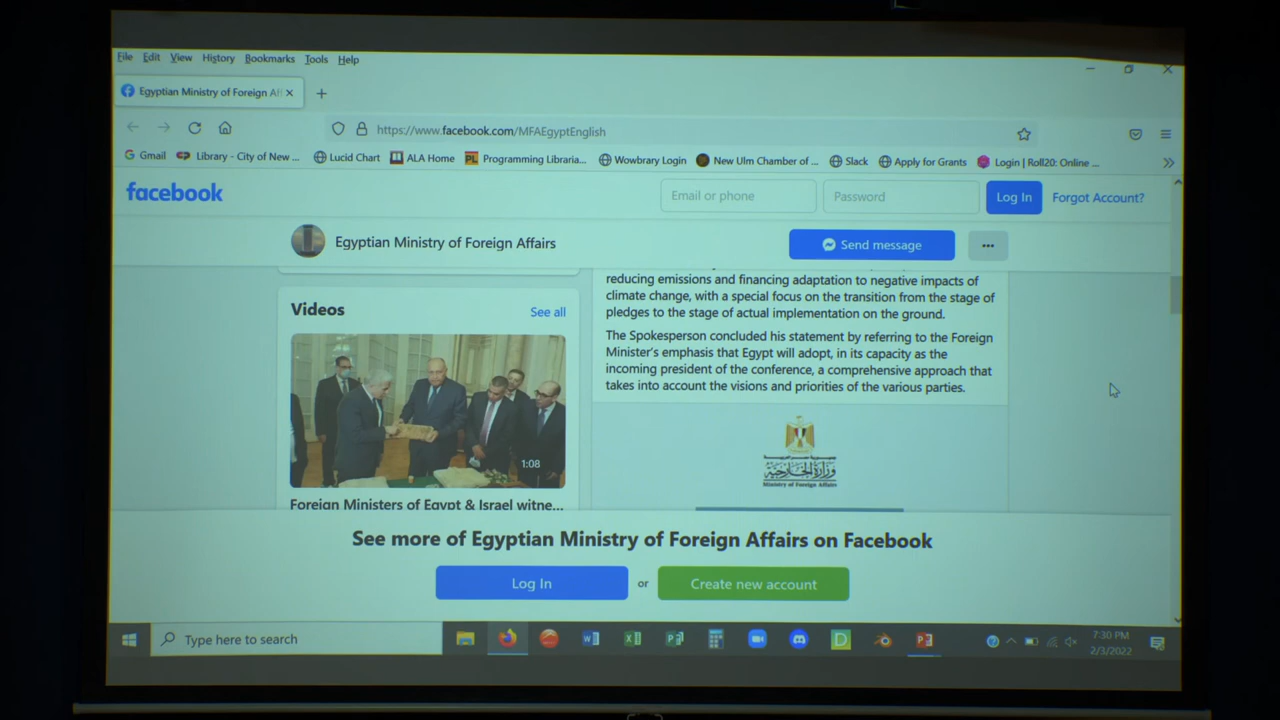 File Edit View History Bookmarks Tools Help
Egyptian Ministry of Foreign Af
https://www.facebook.com/MFAEgyptEnglish
Gmail Library - City of New ... Lucid Chart ALA Home Programming Libraria... Wowbrary Login New Ulm Chamber of ... Slack Apply for Grants Login | Roll20: Online ...
facebook Email or phone Password Log In Forgot Account?
Egyptian Ministry of Foreign Affairs Send message
Videos See all
1:08
Foreign Ministers of Egypt & Israel witne...
reducing emissions and financing adaptation to negative impacts of
climate change, with a special focus on the transition from the stage of
pledges to the stage of actual implementation on the ground.
The Spokesperson concluded his statement by referring to the Foreign
Minister's emphasis that Egypt will adopt, in its capacity as the
incoming president of the conference, a comprehensive approach that
takes into account the visions and priorities of the various parties.
وزارة الخارجية
Ministry of Foreign Affairs
See more of Egyptian Ministry of Foreign Affairs on Facebook
Log In or Create new account
Type here to search
7:30 PM
2/3/2022